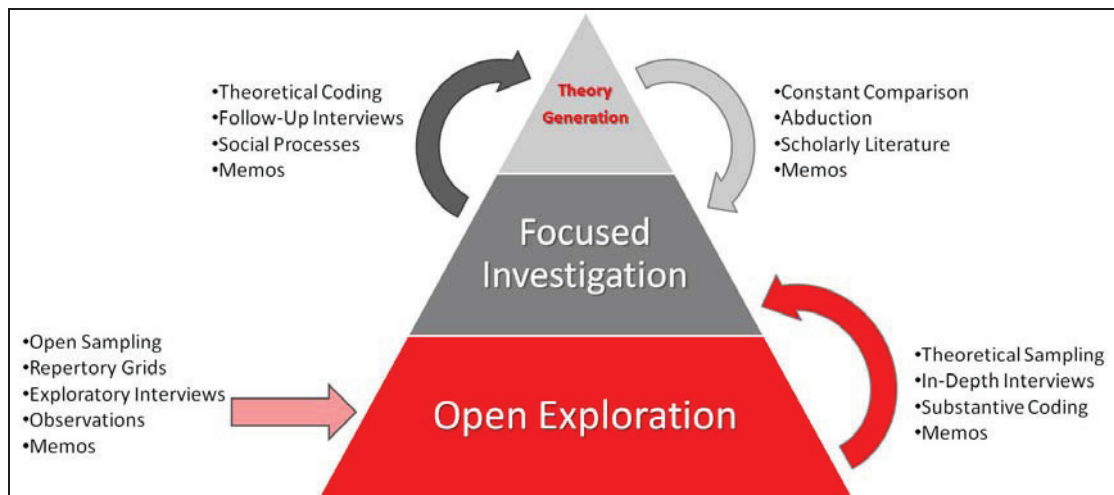 •Theoretical Coding
•Follow-Up Interviews
•Social Processes
•Memos
Theory
Generation
•Constant Comparison
•Abduction
•Scholarly Literature
•Memos
Focused
Investigation
•Open Sampling
•Repertory Grids
•Exploratory Interviews
•Observations
•Memos
Open Exploration
•Theoretical Sampling
•In-Depth Interviews
•Substantive Coding
•Memos